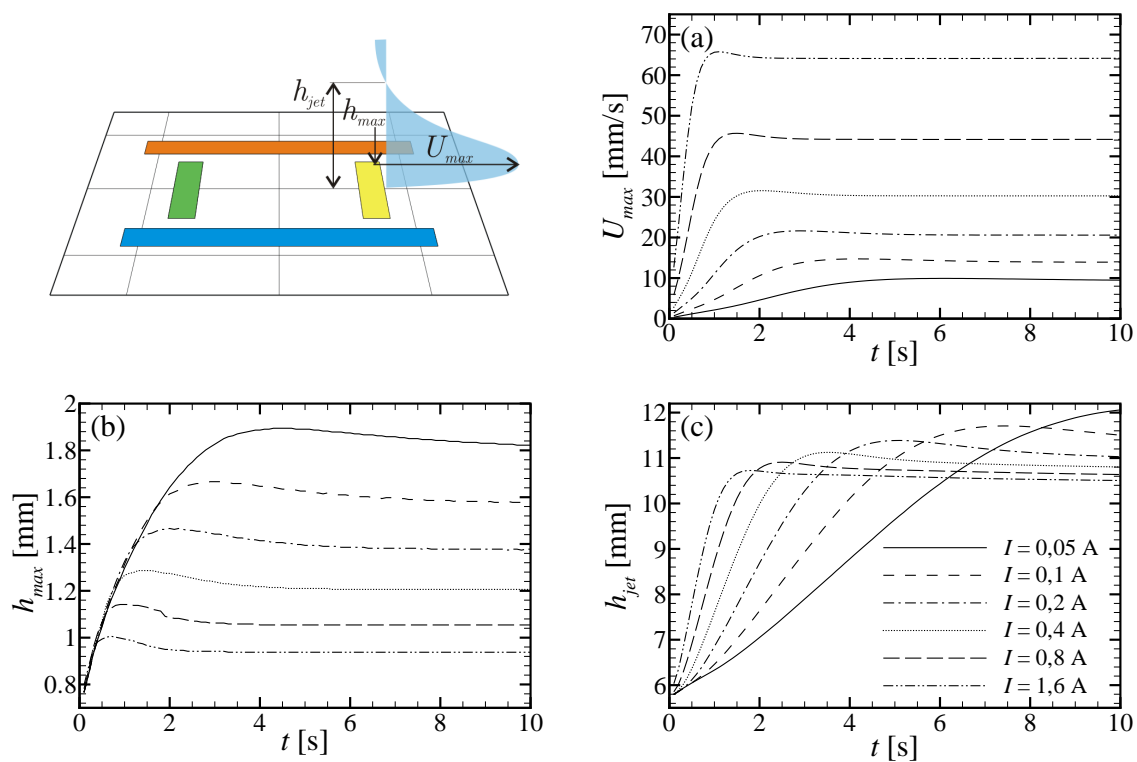 h_jet
h_max
U_max
(a)
U_max [mm/s]
70
60
50
40
30
20
10
0
0 2 4 6 8 10
t [s]
(b)
h_max [mm]
2
1.8
1.6
1.4
1.2
1
0.8
0 2 4 6 8 10
t [s]
(c)
h_jet [mm]
12
11
10
9
8
7
6
I = 0,05 A
I = 0,1 A
I = 0,2 A
I = 0,4 A
I = 0,8 A
I = 1,6 A
0 2 4 6 8 10
t [s]